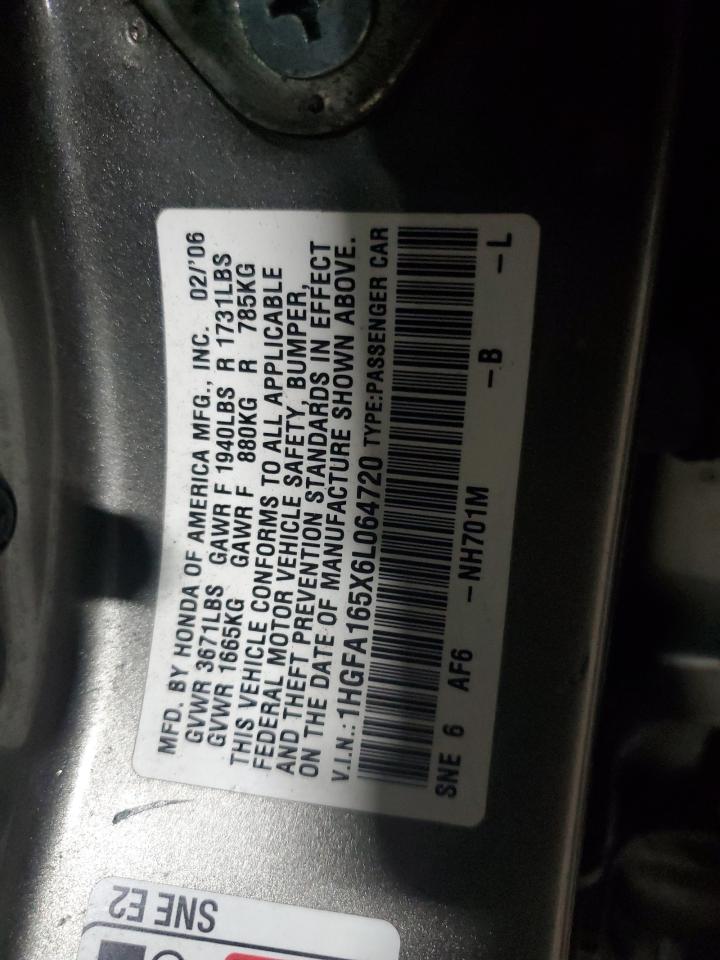 MFD. BY HONDA OF AMERICA MFG., INC. 02/'06
GVWR 3671LBS GAWR F 1940LBS R 1731LBS
GVWR 1665KG GAWR F 880KG R 785KG
THIS VEHICLE CONFORMS TO ALL APPLICABLE
FEDERAL MOTOR VEHICLE SAFETY, BUMPER,
AND THEFT PREVENTION STANDARDS IN EFFECT
ON THE DATE OF MANUFACTURE SHOWN ABOVE.
V.I.N.: 1HGFA165X6L064720 TYPE:PASSENGER CAR
SNE 6 AF6 -NH701M -B -L
SNE E2